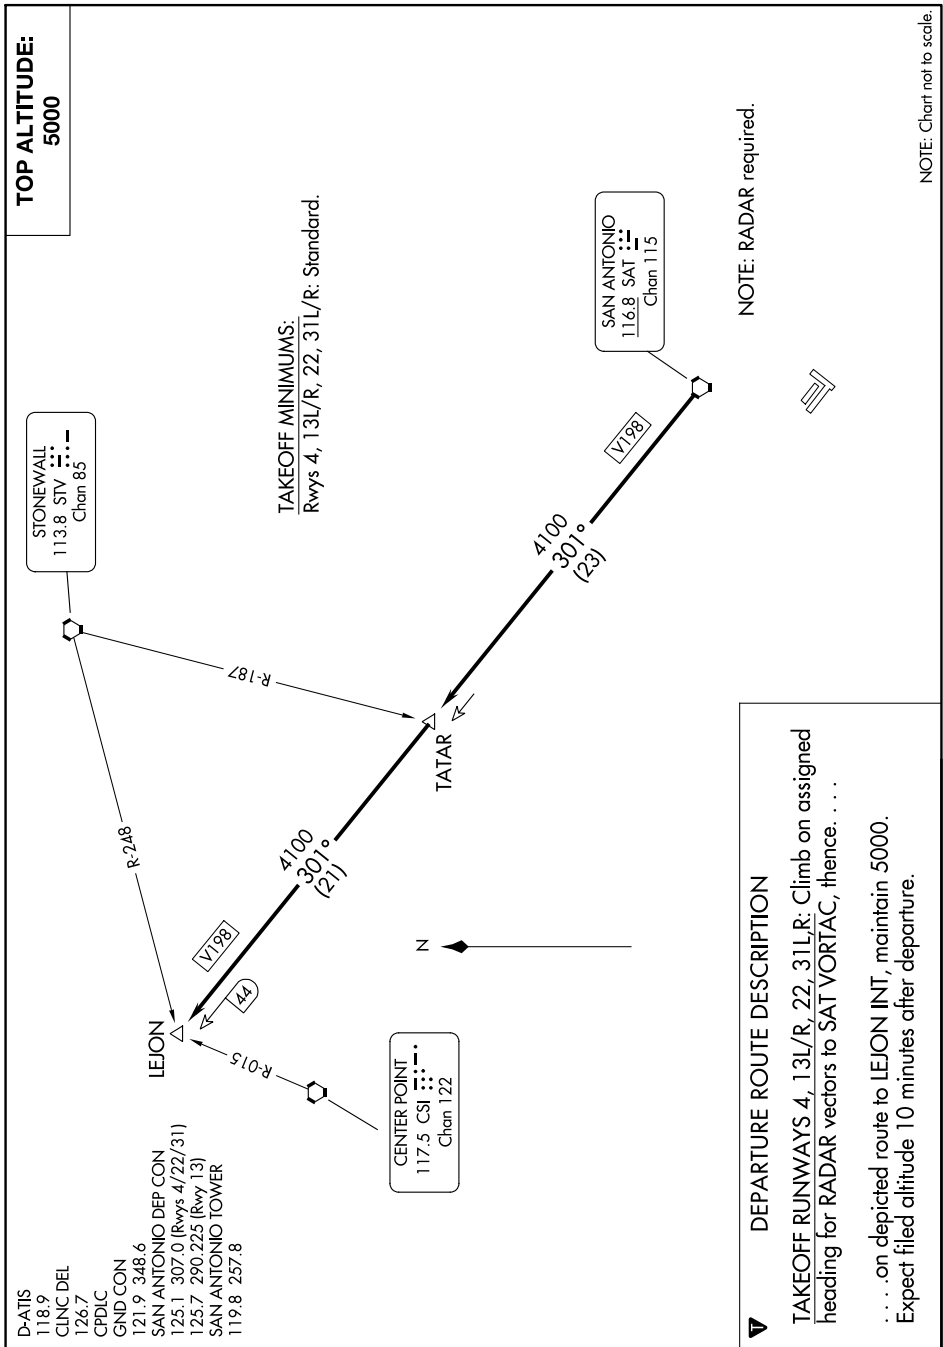 D-ATIS
118.9
CLNC DEL
126.7
CPDLC
GND CON
121.9 348.6
SAN ANTONIO DEP CON
125.1 307.0 (Rwys 4/22/31)
125.7 290.225 (Rwy 13)
SAN ANTONIO TOWER
119.8 257.8
TOP ALTITUDE:
5000
STONEWALL
113.8 STV
Chan 85
LEJON
R-248
R-187
R-015
V198
44
4100
301°
(21)
CENTER POINT
117.5 CSI
Chan 122
N
TATAR
TAKEOFF MINIMUMS:
Rwys 4, 13L/R, 22, 31L/R: Standard.
4100
301°
(23)
V198
SAN ANTONIO
116.8 SAT
Chan 115
NOTE: RADAR required.
T
DEPARTURE ROUTE DESCRIPTION
TAKEOFF RUNWAYS 4, 13L/R, 22, 31L,R: Climb on assigned
heading for RADAR vectors to SAT VORTAC, thence. . . .
. . . .on depicted route to LEJON INT, maintain 5000.
Expect filed altitude 10 minutes after departure.
NOTE: Chart not to scale.